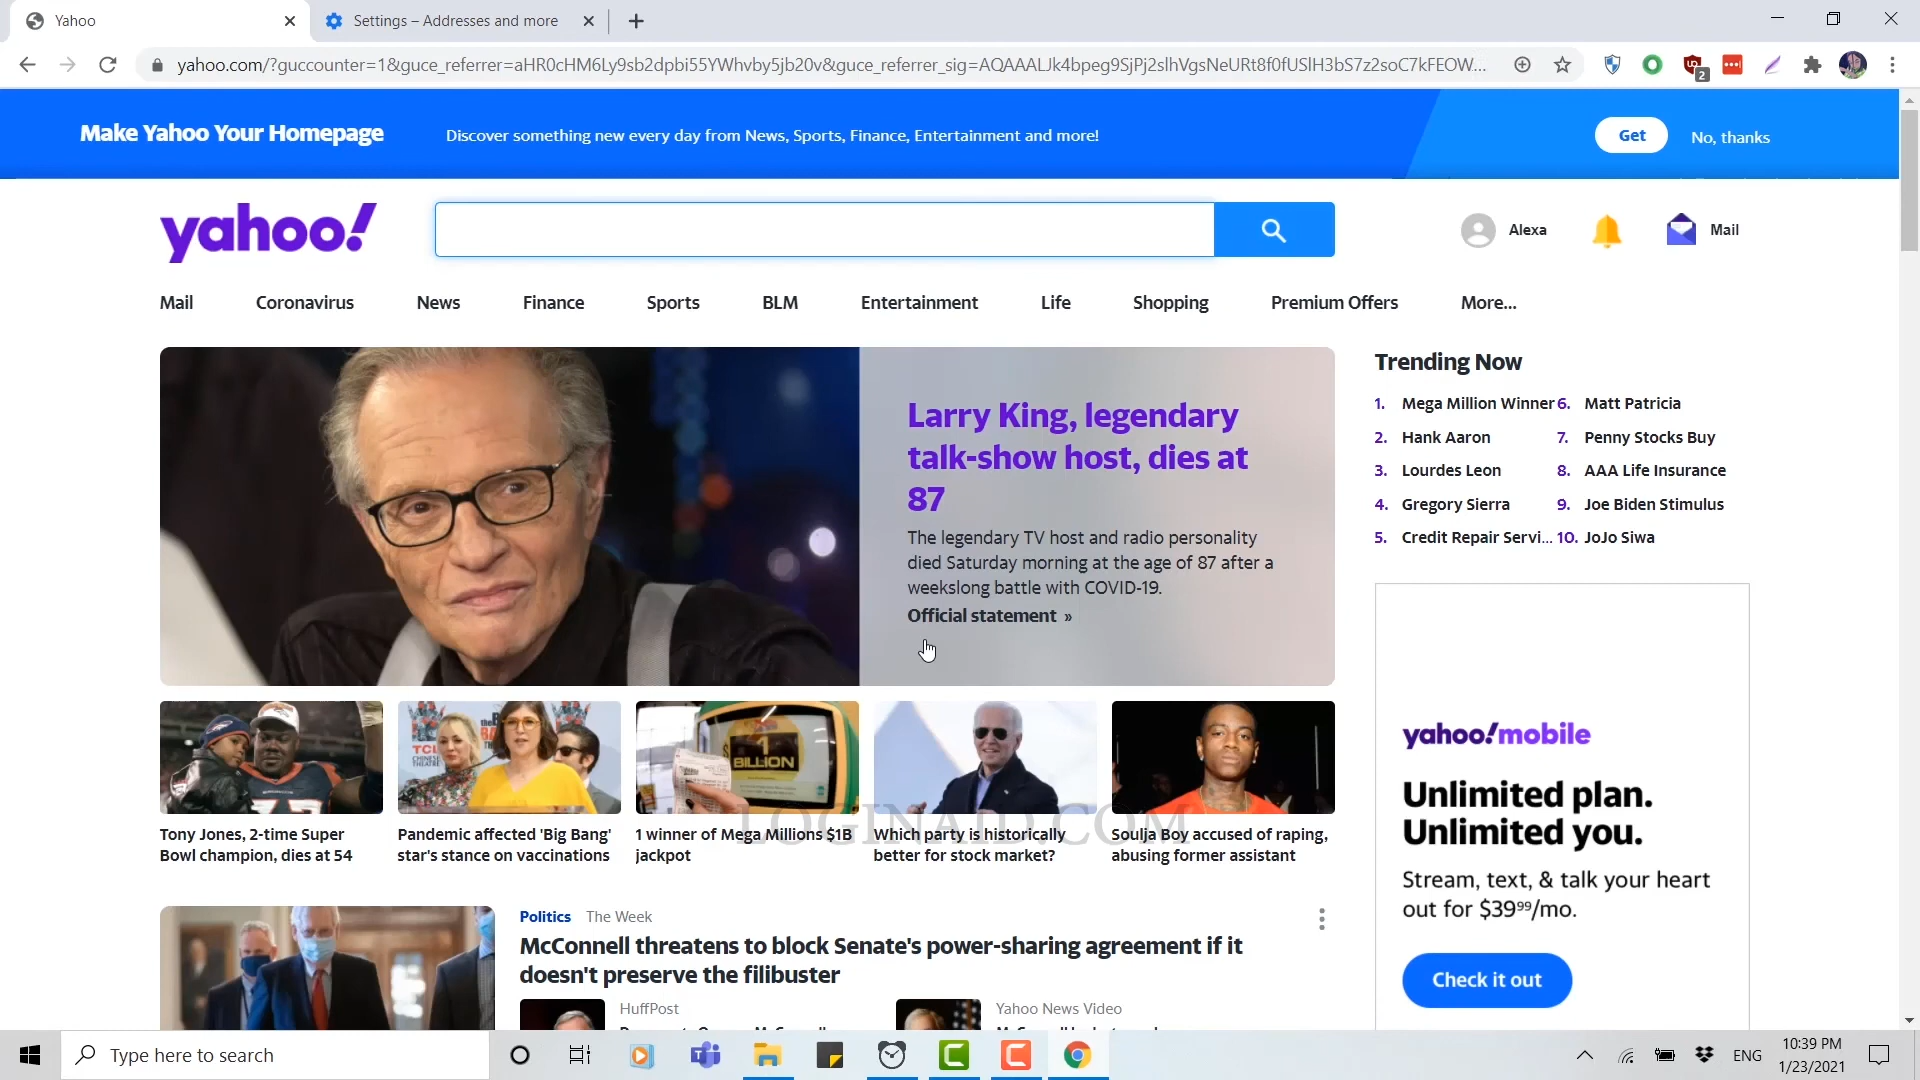 Yahoo
Settings – Addresses and more
yahoo.com/?guccounter=1&guce_referrer=aHR0cHM6Ly9sb2dpbi55YWhvby5jb20v&guce_referrer_sig=AQAAALJk4bpeg9SJPj2slhVgsNeURt8f0fUSlH3bS7z2soC7kFEOW...
2
Make Yahoo Your Homepage
Discover something new every day from News, Sports, Finance, Entertainment and more!
Get
No, thanks
yahoo!
Alexa
Mail
Mail
Coronavirus
News
Finance
Sports
BLM
Entertainment
Life
Shopping
Premium Offers
More...
Larry King, legendary
talk-show host, dies at
87
The legendary TV host and radio personality
died Saturday morning at the age of 87 after a
weekslong battle with COVID-19.
Official statement »
Trending Now
1. Mega Million Winner
2. Hank Aaron
3. Lourdes Leon
4. Gregory Sierra
5. Credit Repair Servi...
6. Matt Patricia
7. Penny Stocks Buy
8. AAA Life Insurance
9. Joe Biden Stimulus
10. JoJo Siwa
BILLION
Tony Jones, 2-time Super
Bowl champion, dies at 54
Pandemic affected 'Big Bang'
star's stance on vaccinations
1 winner of Mega Millions $1B
jackpot
Which party is historically
better for stock market?
Soulja Boy accused of raping,
abusing former assistant
LOGINAID.COM
yahoo!mobile
Unlimited plan.
Unlimited you.
Stream, text, & talk your heart
out for $39⁹⁹/mo.
Check it out
Politics The Week
McConnell threatens to block Senate's power-sharing agreement if it
doesn't preserve the filibuster
HuffPost
Yahoo News Video
Type here to search
ENG
10:39 PM
1/23/2021